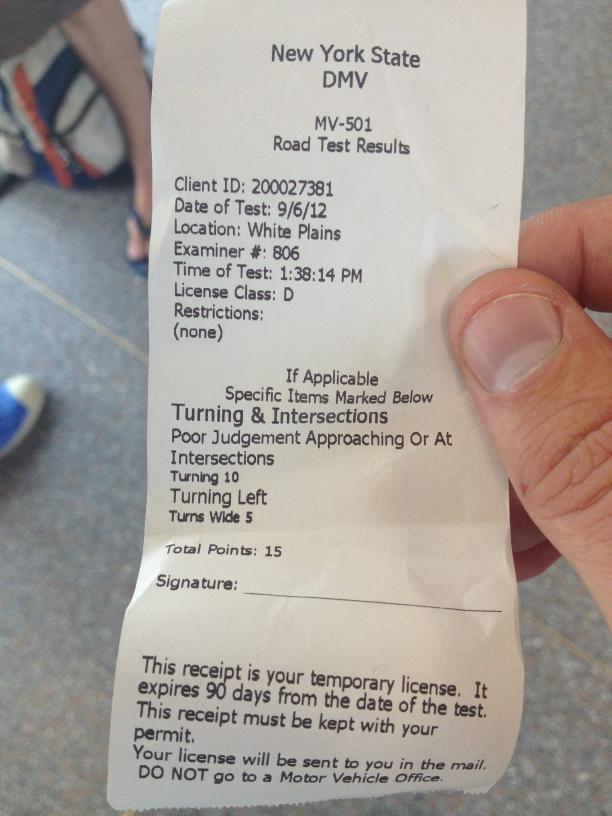 New York State
DMV
MV-501
Road Test Results
Client ID: 200027381
Date of Test: 9/6/12
Location: White Plains
Examiner #: 806
Time of Test: 1:38:14 PM
License Class: D
Restrictions:
(none)
If Applicable
Specific Items Marked Below
Turning & Intersections
Poor Judgement Approaching Or At
Intersections
Turning 10
Turning Left
Turns Wide 5
Total Points: 15
Signature:
This receipt is your temporary license. It
expires 90 days from the date of the test.
This receipt must be kept with your
permit.
Your license will be sent to you in the mail.
DO NOT go to a Motor Vehicle Office.